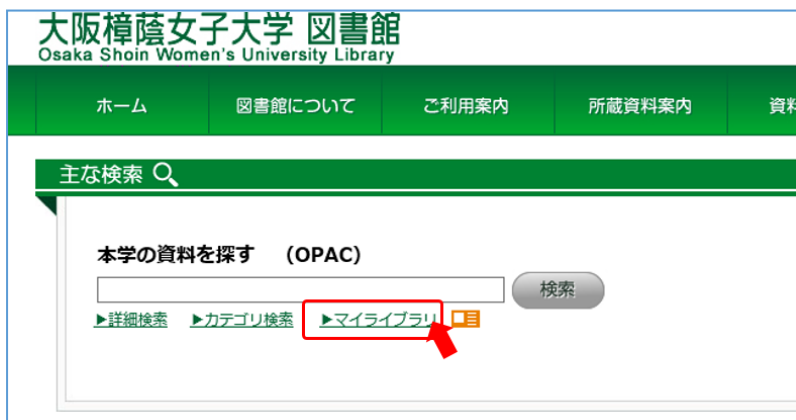 大阪樟蔭女子大学 図書館
Osaka Shoin Women's University Library
ホーム 図書館について ご利用案内 所蔵資料案内 資料
主な検索
本学の資料を探す (OPAC)
検索
▶詳細検索 ▶カテゴリ検索 ▶マイライブラリ